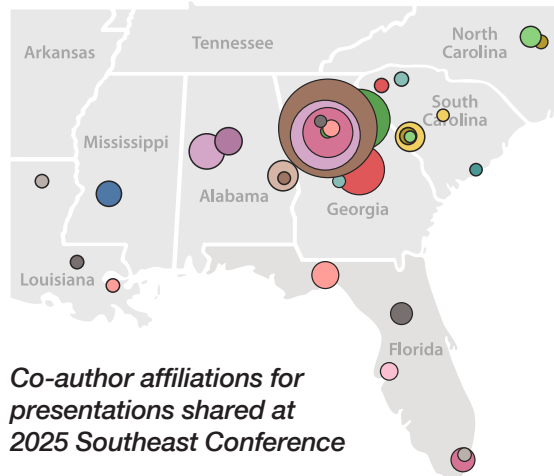 North
Carolina
Tennessee
Arkansas
South
Carolina
Mississippi
Alabama
Georgia
Louisiana
Florida
Co-author affiliations for
presentations shared at
2025 Southeast Conference